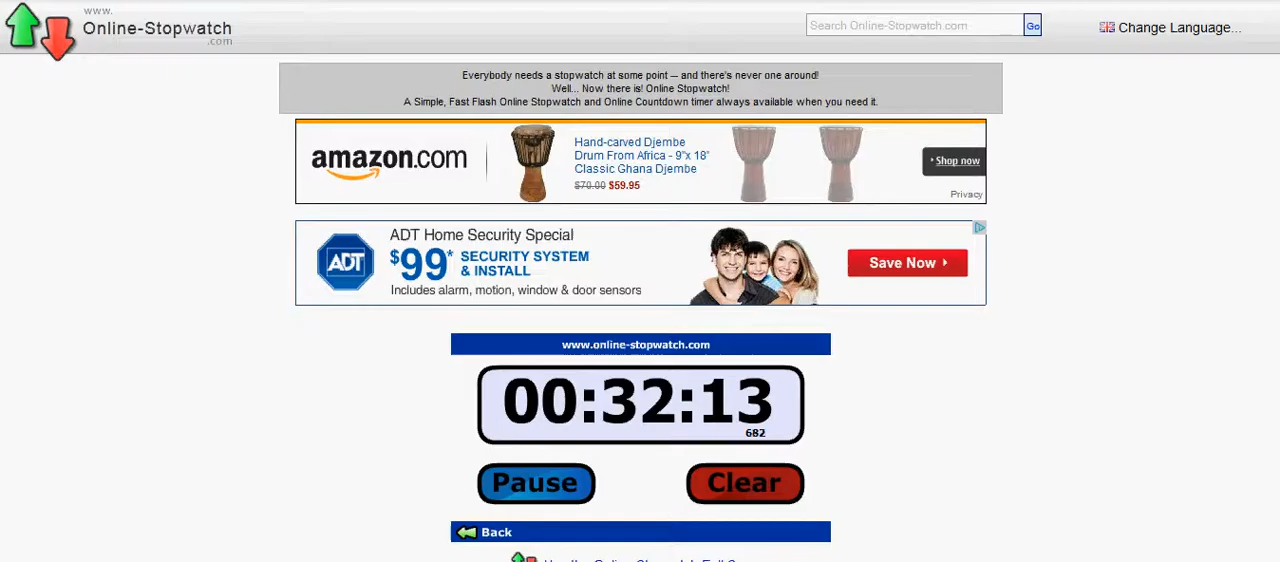 www.
Online-Stopwatch
.com
Search Online-Stopwatch.com
Go
Change Language...
Everybody needs a stopwatch at some point -- and there's never one around!
Well... Now there is! Online Stopwatch!
A Simple, Fast Flash Online Stopwatch and Online Countdown timer always available when you need it.
amazon.com
Hand-carved Djembe
Drum From Africa - 9"x 18"
Classic Ghana Djembe
$70.00 $59.95
Shop now
Privacy
ADT
ADT Home Security Special
$99* SECURITY SYSTEM
& INSTALL
Includes alarm, motion, window & door sensors
Save Now
www.online-stopwatch.com
00:32:13
682
Pause
Clear
Back